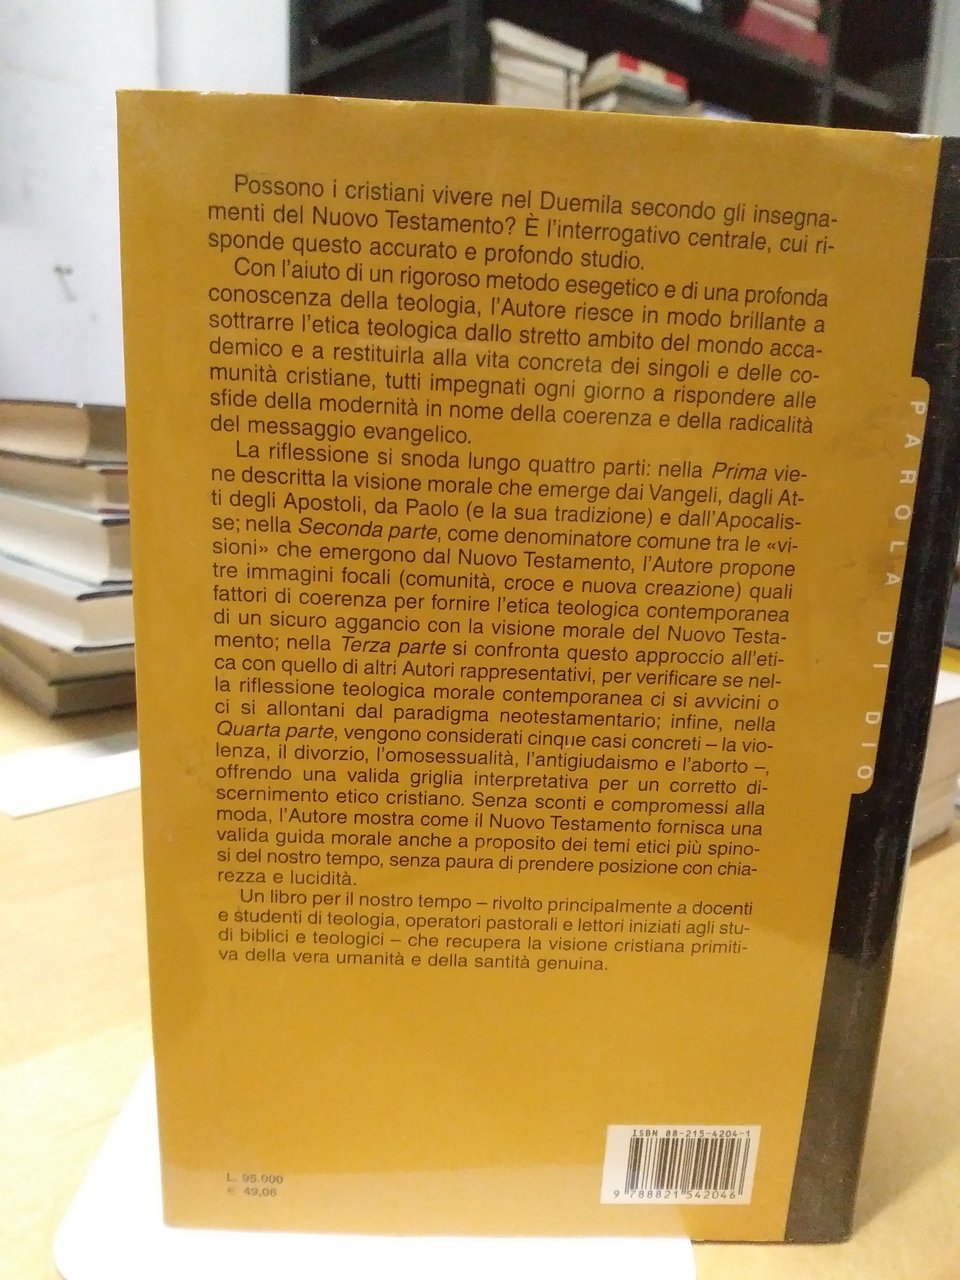 Possono i cristiani vivere nel Duemila secondo gli insegna-
menti del Nuovo Testamento? È l'interrogativo centrale, cui ri-
sponde questo accurato e profondo studio.
Con l'aiuto di un rigoroso metodo esegetico e di una profonda
conoscenza della teologia, l'Autore riesce in modo brillante a
sottrarre l'etica teologica dallo stretto ambito del mondo acca-
demico e a restituirla alla vita concreta dei singoli e delle co-
munità cristiane, tutti impegnati ogni giorno a rispondere alle
sfide della modernità in nome della coerenza e della radicalità
del messaggio evangelico.
La riflessione si snoda lungo quattro parti: nella Prima vie-
ne descritta la visione morale che emerge dai Vangeli, dagli At-
ti degli Apostoli, da Paolo (e la sua tradizione) e dall'Apocalis-
se; nella Seconda parte, come denominatore comune tra le «vi-
sioni» che emergono dal Nuovo Testamento, l'Autore propone
tre immagini focali (comunità, croce e nuova creazione) quali
fattori di coerenza per fornire l'etica teologica contemporanea
di un sicuro aggancio con la visione morale del Nuovo Testa-
mento; nella Terza parte si confronta questo approccio all'eti-
ca con quello di altri Autori rappresentativi, per verificare se nel-
la riflessione teologica morale contemporanea ci si avvicini o
ci si allontani dal paradigma neotestamentario; infine, nella
Quarta parte, vengono considerati cinque casi concreti – la vio-
lenza, il divorzio, l'omosessualità, l'antigiudaismo e l'aborto –,
offrendo una valida griglia interpretativa per un corretto di-
scernimento etico cristiano. Senza sconti e compromessi alla
moda, l'Autore mostra come il Nuovo Testamento fornisca una
valida guida morale anche a proposito dei temi etici più spino-
si del nostro tempo, senza paura di prendere posizione con chia-
rezza e lucidità.
Un libro per il nostro tempo – rivolto principalmente a docenti
e studenti di teologia, operatori pastorali e lettori iniziati agli stu-
di biblici e teologici – che recupera la visione cristiana primiti-
va della vera umanità e della santità genuina.
PAROLA DI DIO
ISBN 88-215-4204-1
9 788821 542046
L. 95.000
€ 49,06